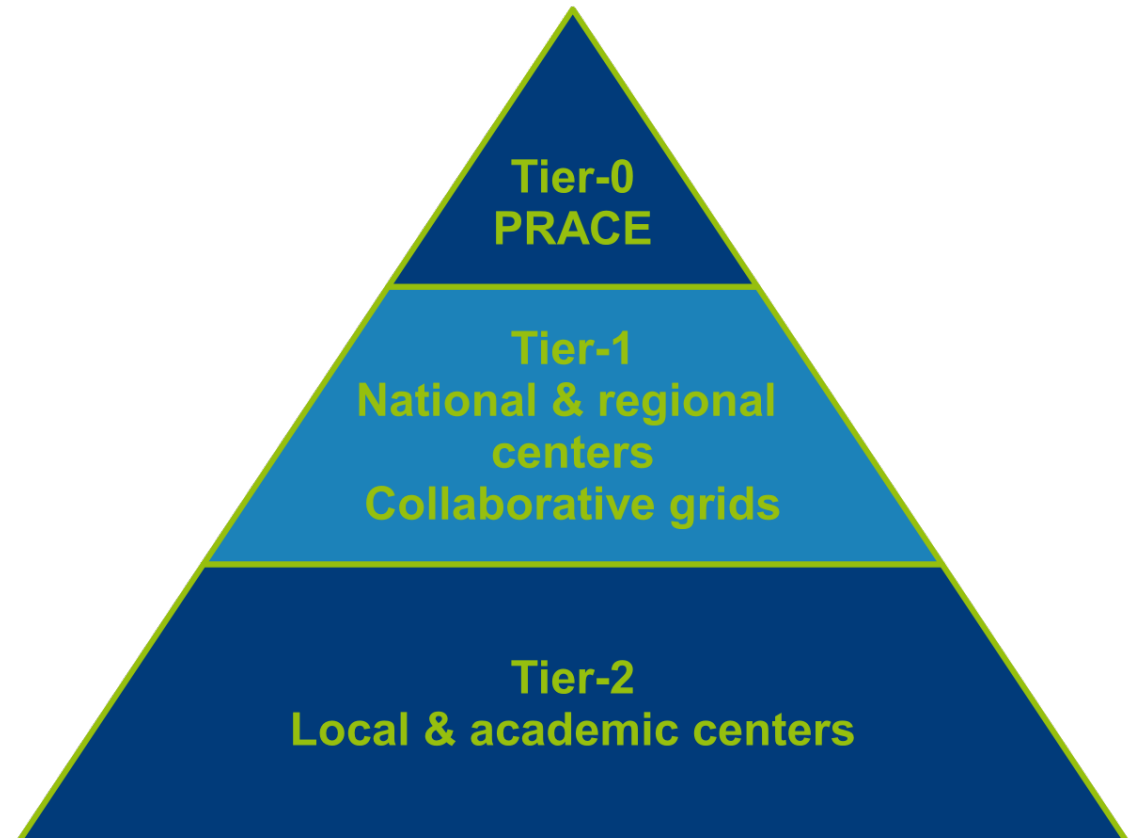 Tier-0
PRACE
Tier-1
National & regional
centers
Collaborative grids
Tier-2
Local & academic centers